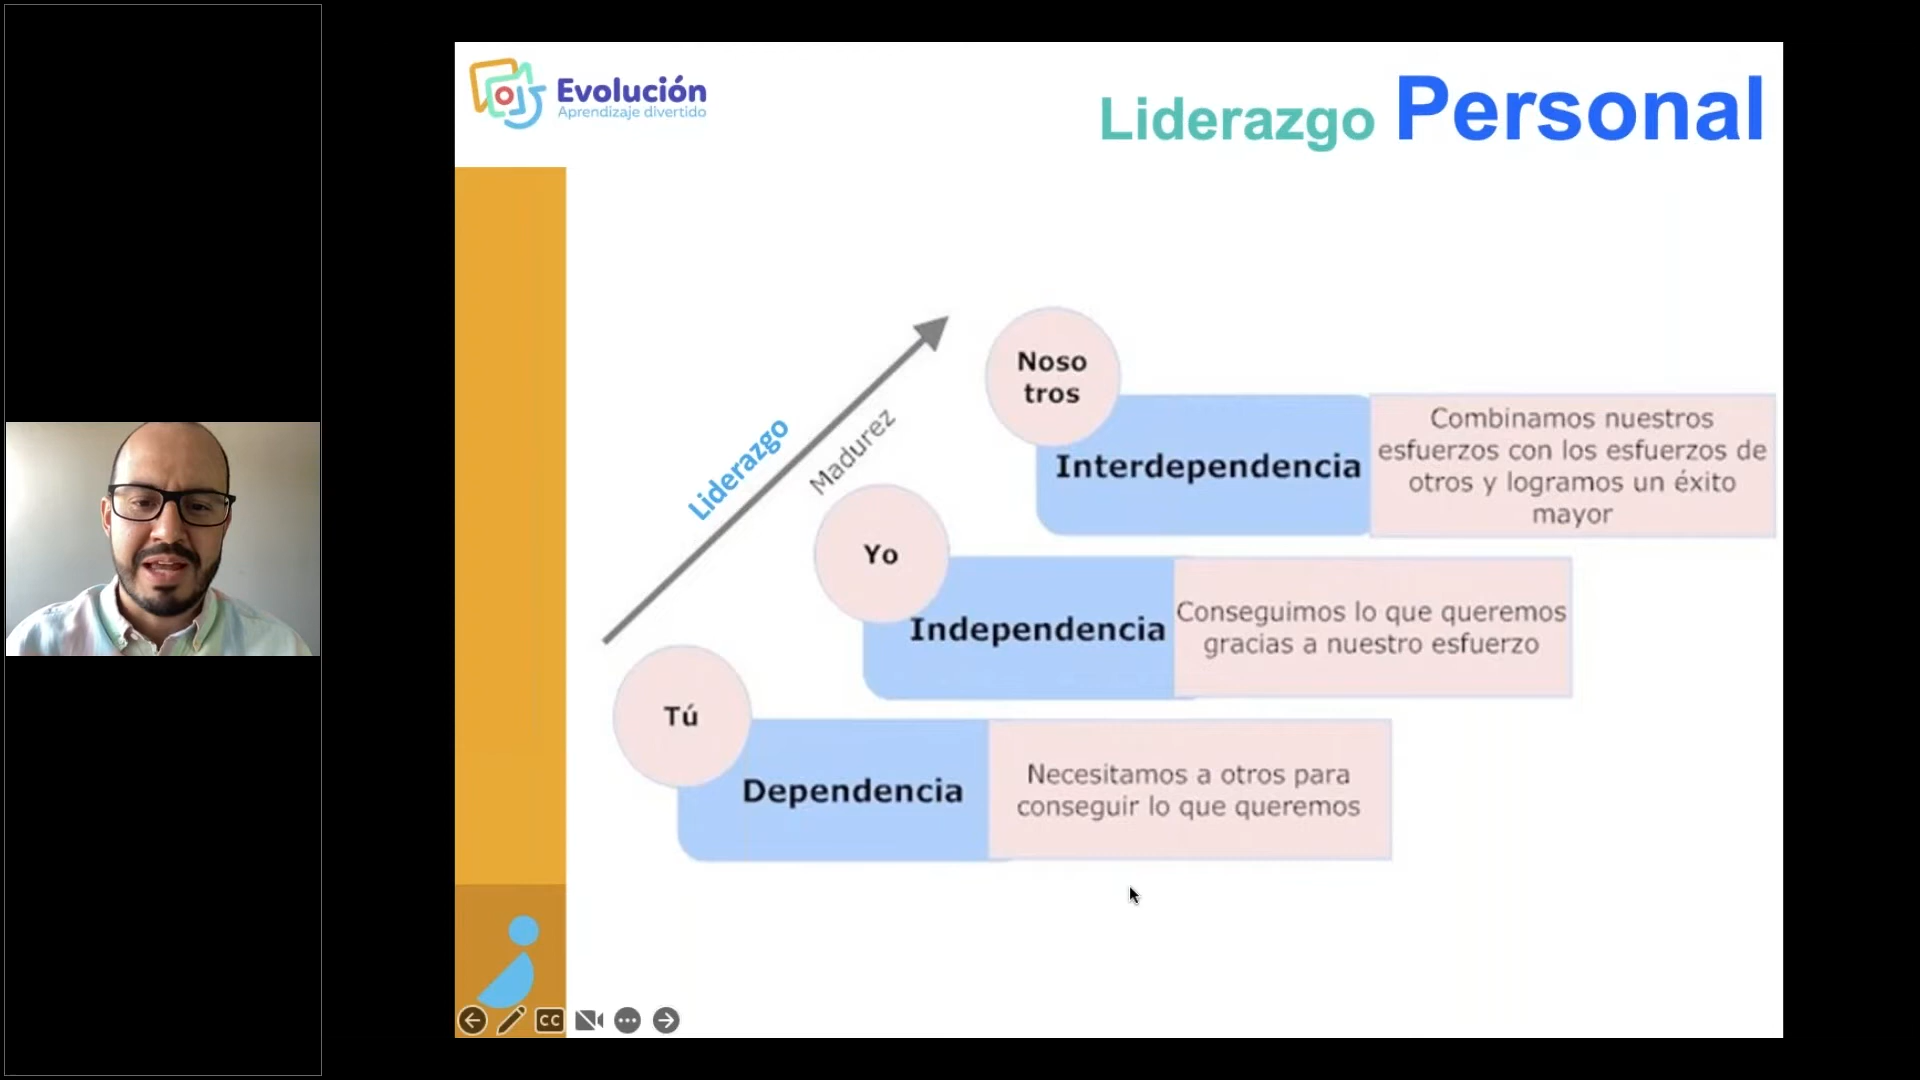 Evolución
Aprendizaje divertido
Liderazgo Personal
Liderazgo
Madurez
Noso
tros
Interdependencia
Combinamos nuestros
esfuerzos con los esfuerzos de
otros y logramos un éxito
mayor
Yo
Independencia
Conseguimos lo que queremos
gracias a nuestro esfuerzo
Tú
Dependencia
Necesitamos a otros para
conseguir lo que queremos
CC